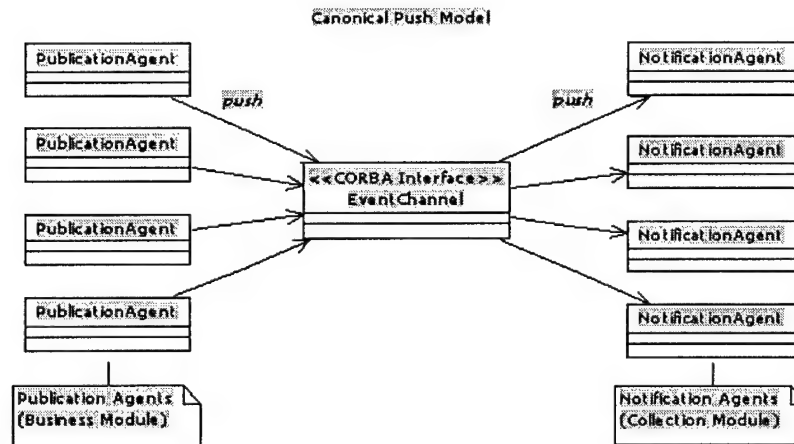 Canonical Push Model
PublicationAgent
NotificationAgent
push
push
PublicationAgent
NotificationAgent
<<CORBA Interface>>
EventChannel
PublicationAgent
NotificationAgent
PublicationAgent
NotificationAgent
Publication Agents
(Business Module)
Notification Agents
(Collection Module)